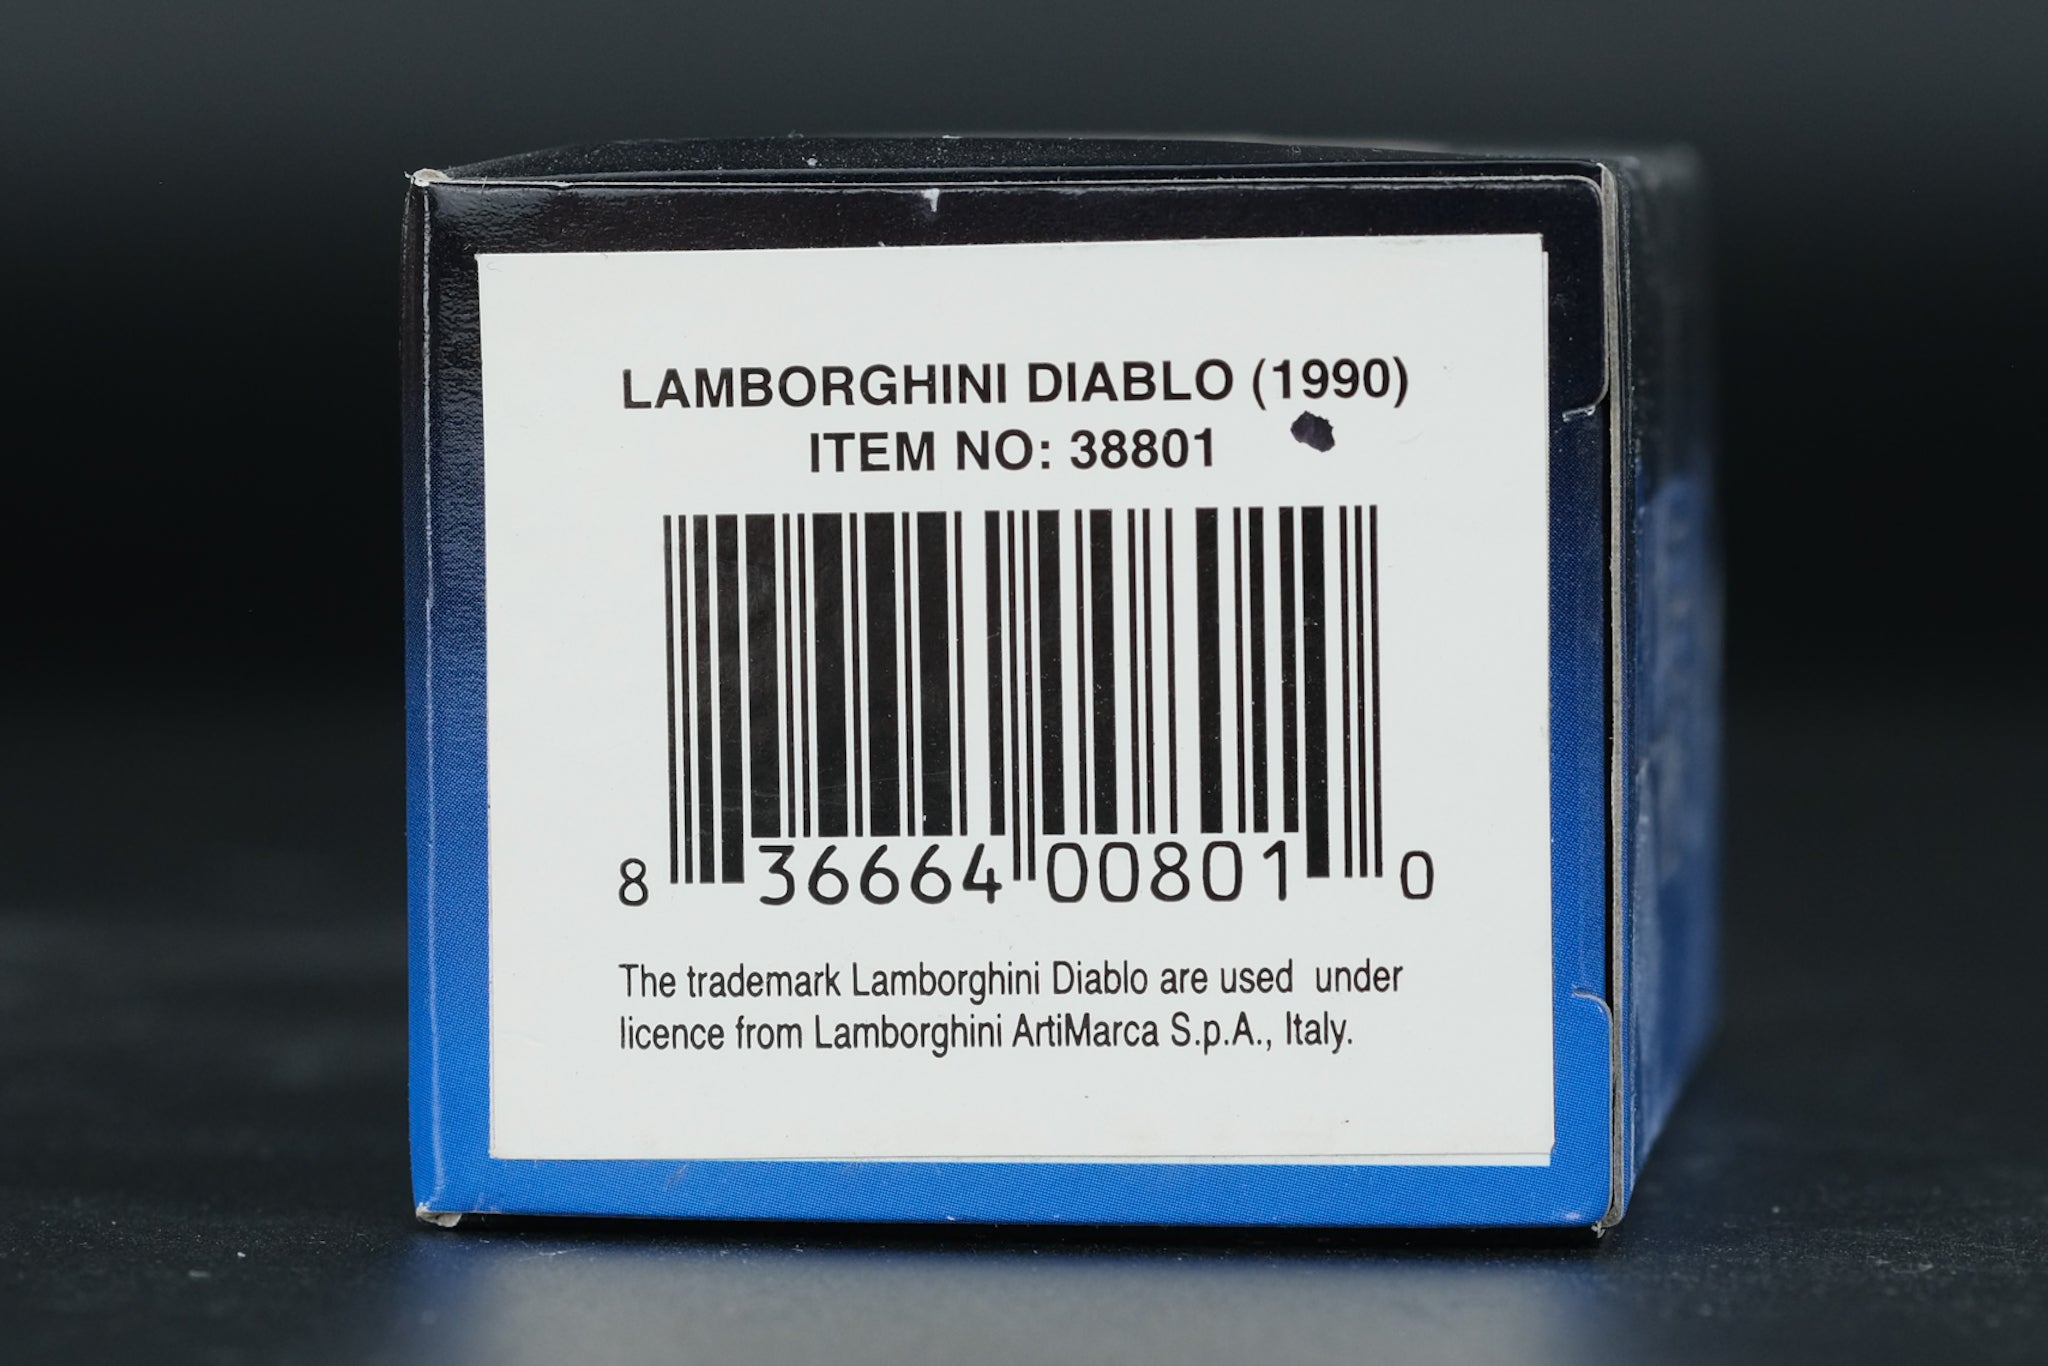 LAMBORGHINI DIABLO (1990)
ITEM NO: 38801
8 36664 00801 0
The trademark Lamborghini Diablo are used under
licence from Lamborghini ArtiMarca S.p.A., Italy.